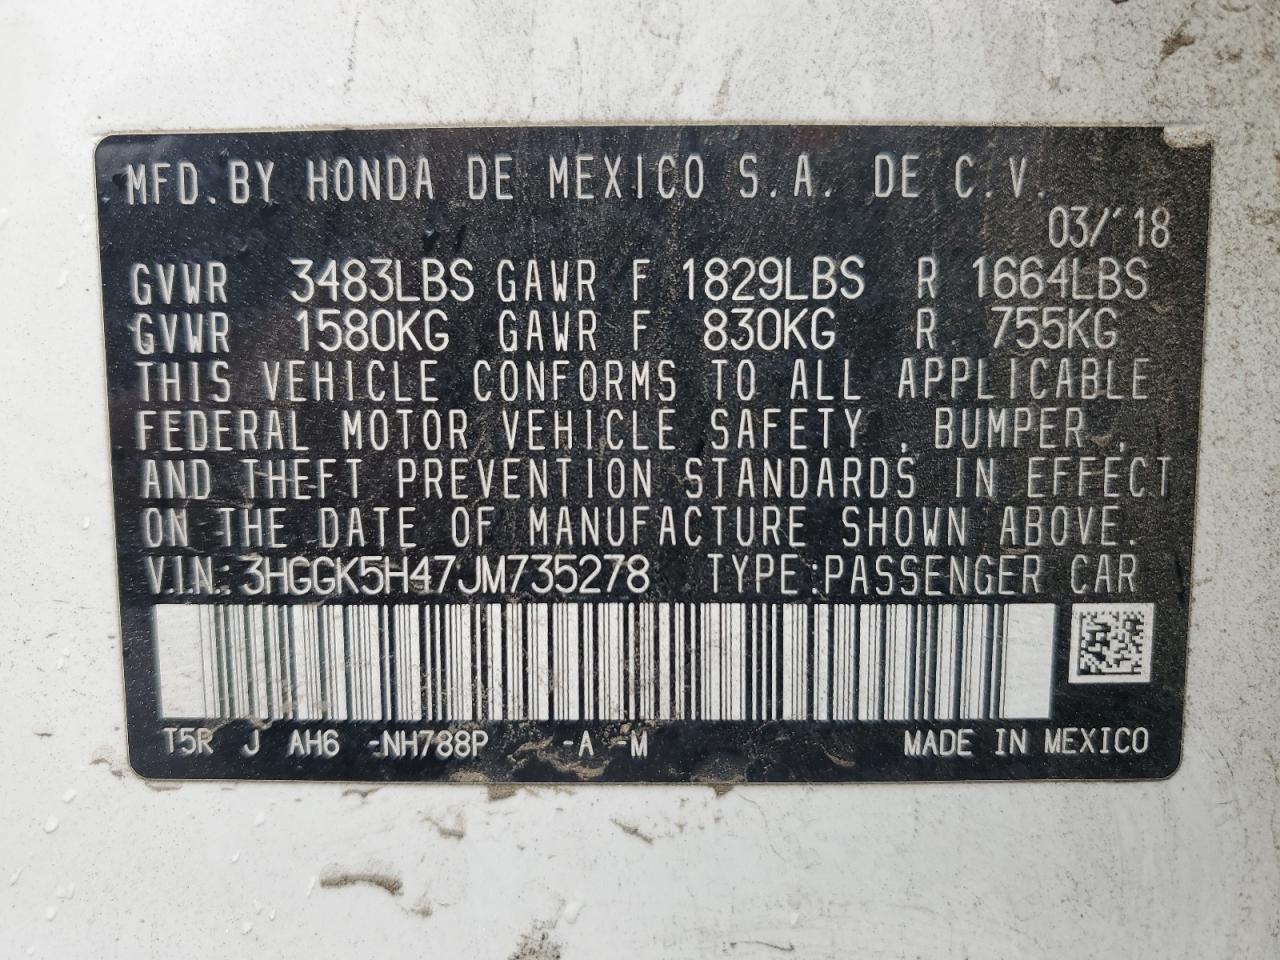 MFD. BY HONDA DE MEXICO S.A. DE C.V.
03/'18
GVWR 3483LBS GAWR F 1829LBS R 1664LBS
GVWR 1580KG GAWR F 830KG R 755KG
THIS VEHICLE CONFORMS TO ALL APPLICABLE
FEDERAL MOTOR VEHICLE SAFETY , BUMPER ,
AND THEFT PREVENTION STANDARDS IN EFFECT
ON THE DATE OF MANUFACTURE SHOWN ABOVE.
V.I.N.: 3HGGK5H47JM735278 TYPE:PASSENGER CAR
T5R J AH6 -NH788P -A -M MADE IN MEXICO